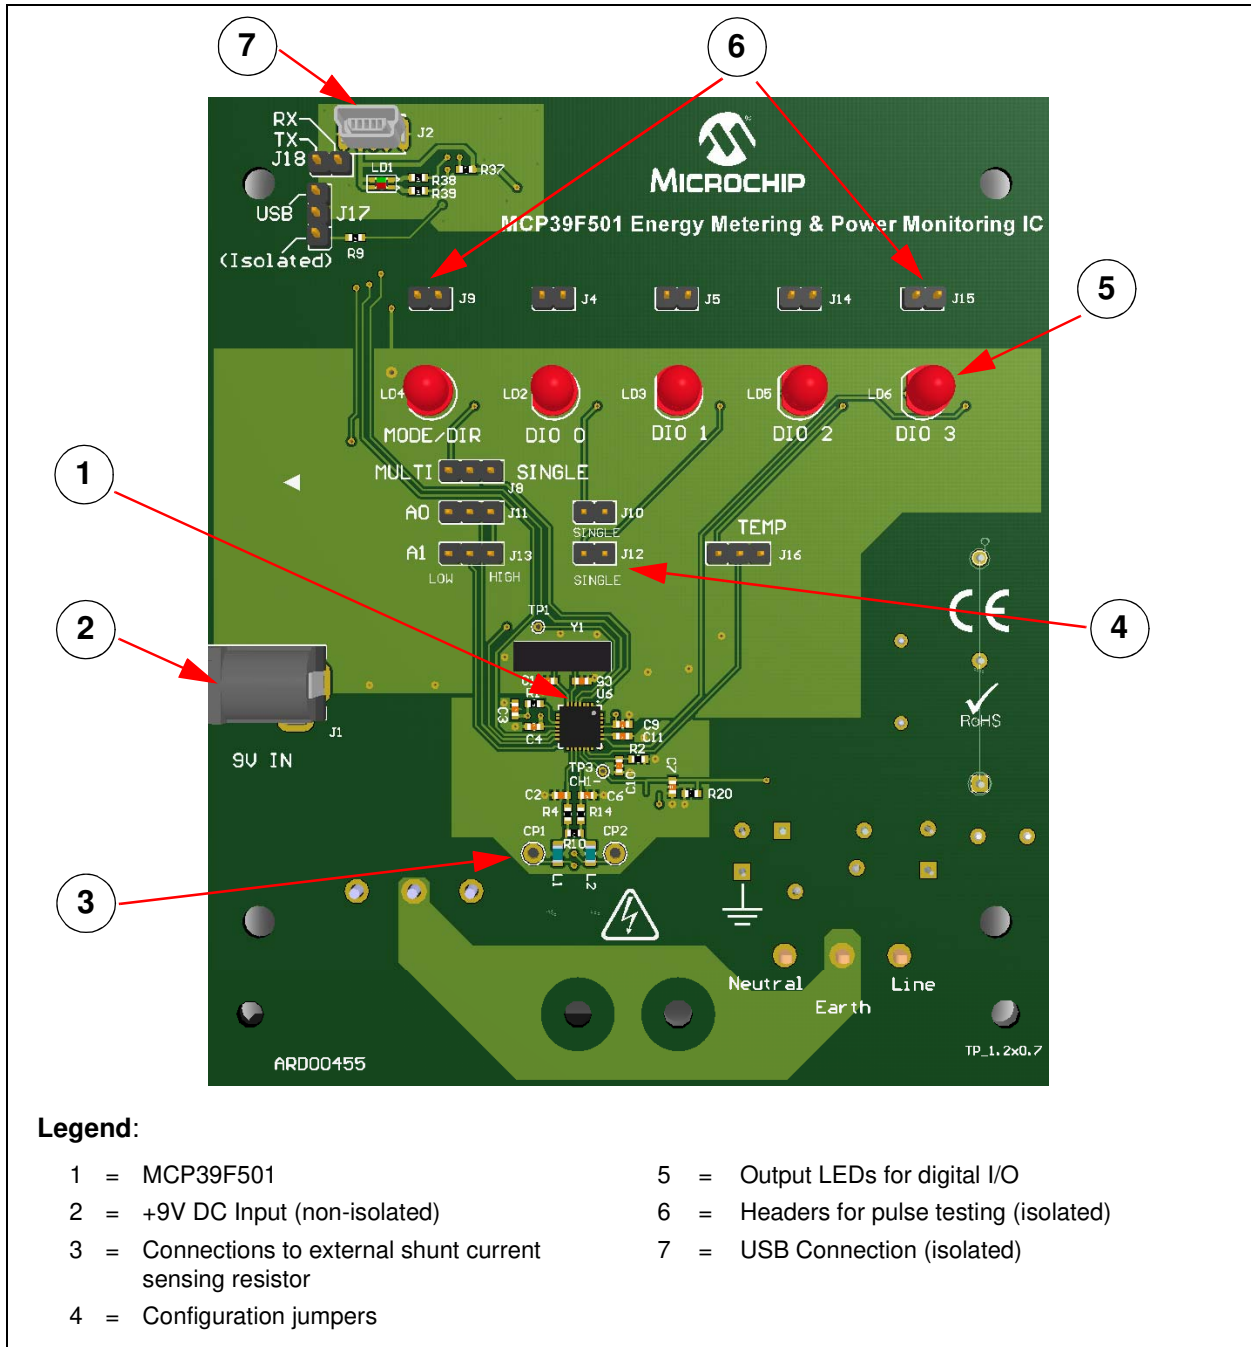 7
6
RX
TX
J18
J2
LD1
R38
R39
R37
USB
J17
R9
(Isolated)
MICROCHIP
MCP39F501 Energy Metering & Power Monitoring IC
J9
J4
J5
J14
J15
5
LD4
LD2
LD3
LD5
LD6
MODE/DIR
DIO 0
DIO 1
DIO 2
DIO 3
1
MULTI
SINGLE
J8
A0
J11
J10
SINGLE
TEMP
A1
J13
J12
J16
LOW
HIGH
SINGLE
2
4
TP1
Y1
CE
C5
U6
C3
C4
C9
C11
R2
RoHS
J1
9V IN
TP3
CH1-
C10
C7
C2
C6
R20
R4
R14
CP1
CP2
R10
L1
L2
3
Neutral
Earth
Line
ARD00455
TP_1.2x0.7
Legend:
1 = MCP39F501
2 = +9V DC Input (non-isolated)
3 = Connections to external shunt current
sensing resistor
4 = Configuration jumpers
5 = Output LEDs for digital I/O
6 = Headers for pulse testing (isolated)
7 = USB Connection (isolated)